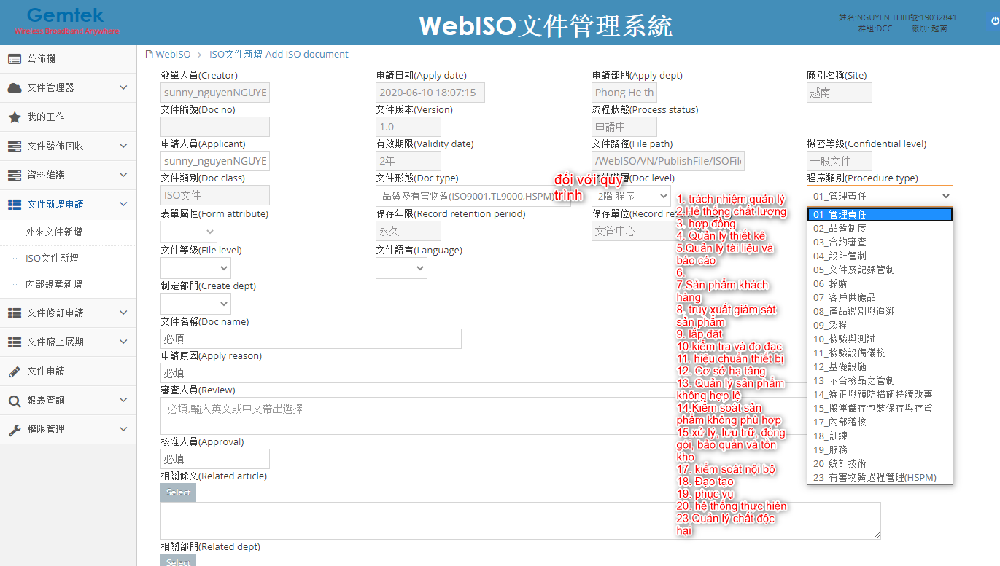 Gemtek
Wireless Broadband Anywhere
WebISO文件管理系統
姓名:NGUYEN THỊ
號:19032841
群組:DCC 廠別: 越南
公佈欄
文件管理器
我的工作
文件發佈回收
資料維護
文件新增申請
外來文件新增
ISO文件新增
內部規章新增
文件修訂申請
文件廢止展期
文件申請
報表查詢
權限管理
WebISO > ISO文件新增-Add ISO document
發單人員(Creator)
sunny_nguyenNGUYE
申請日期(Apply date)
2020-06-10 18:07:15
申請部門(Apply dept)
Phong He th
廠別名稱(Site)
越南
文件編號(Doc no)
文件版本(Version)
1.0
流程狀態(Process status)
申請中
申請人員(Applicant)
sunny_nguyenNGUYE
有效期限(Validity date)
2年
文件路徑(File path)
/WebISO/VN/PublishFile/ISOFil
機密等級(Confidential level)
一般文件
文件類別(Doc class)
ISO文件
文件形態(Doc type)
品質及有害物質(ISO9001,TL9000,HSPM)
文件階層(Doc level)
2階-程序
程序類別(Procedure type)
01_管理責任
表單屬性(Form attribute)
保存年限(Record retention period)
永久
保存單位(Record
文管中心
文件等級(File level)
文件語言(Language)
制定部門(Create dept)
文件名稱(Doc name)
必填
申請原因(Apply reason)
必填
審查人員(Review)
必填,輸入英文或中文帶出選擇
核准人員(Approval)
必填
相關條文(Related article)
Select
相關部門(Related dept)
Select
đối với quy
trình
1. trách nhiệm quản lý
2.Hệ thống chất lượng
3. hợp đồng
4. Quản lý thiết kế
5.Quản lý tài liệu và
báo cáo
6.
7.Sản phẩm khách
hàng
8. truy xuất giám sát
sản phẩm
9. lắp đặt
10.kiểm tra và đo đạc
11. hiệu chuẩn thiết bị
12. Cơ sở hạ tầng
13. Quản lý sản phẩm
không hợp lệ
14.Kiểm soát sản
phẩm không phù hợp
15.xử lý, lưu trữ, đóng
gói, bảo quản và tồn
kho
17. kiểm soát nội bộ
18. Đạo tạo
19. phục vụ
20. hệ thống thực hiện
23.Quản lý chất độc
hại
01_管理責任
02_品質制度
03_合約審查
04_設計管制
05_文件及記錄管制
06_採購
07_客戶供應品
08_產品鑑別與追溯
09_製程
10_檢驗與測試
11_檢驗設備儀校
12_基礎設施
13_不合檢品之管制
14_矯正與預防措施持續改善
15_搬運儲存包裝保存與存貨
17_內部稽核
18_訓練
19_服務
20_統計技術
23_有害物質過程管理(HSPM)